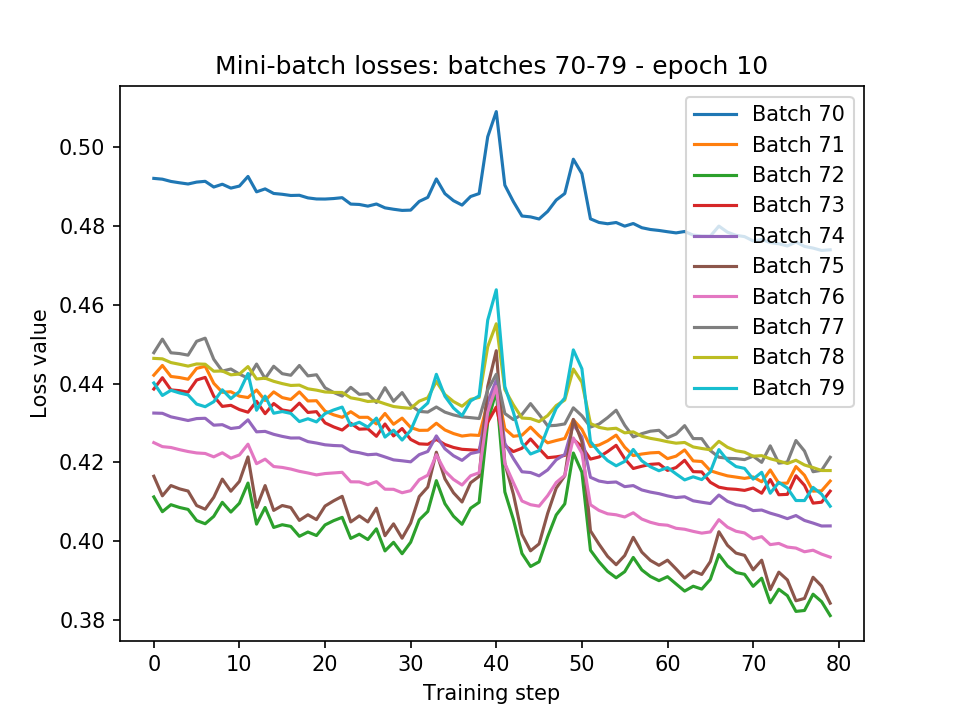 Mini-batch losses: batches 70-79 - epoch 10
Loss value
0.50
0.48
0.46
0.44
0.42
0.40
0.38
Batch 70
Batch 71
Batch 72
Batch 73
Batch 74
Batch 75
Batch 76
Batch 77
Batch 78
Batch 79
0 10 20 30 40 50 60 70 80
Training step